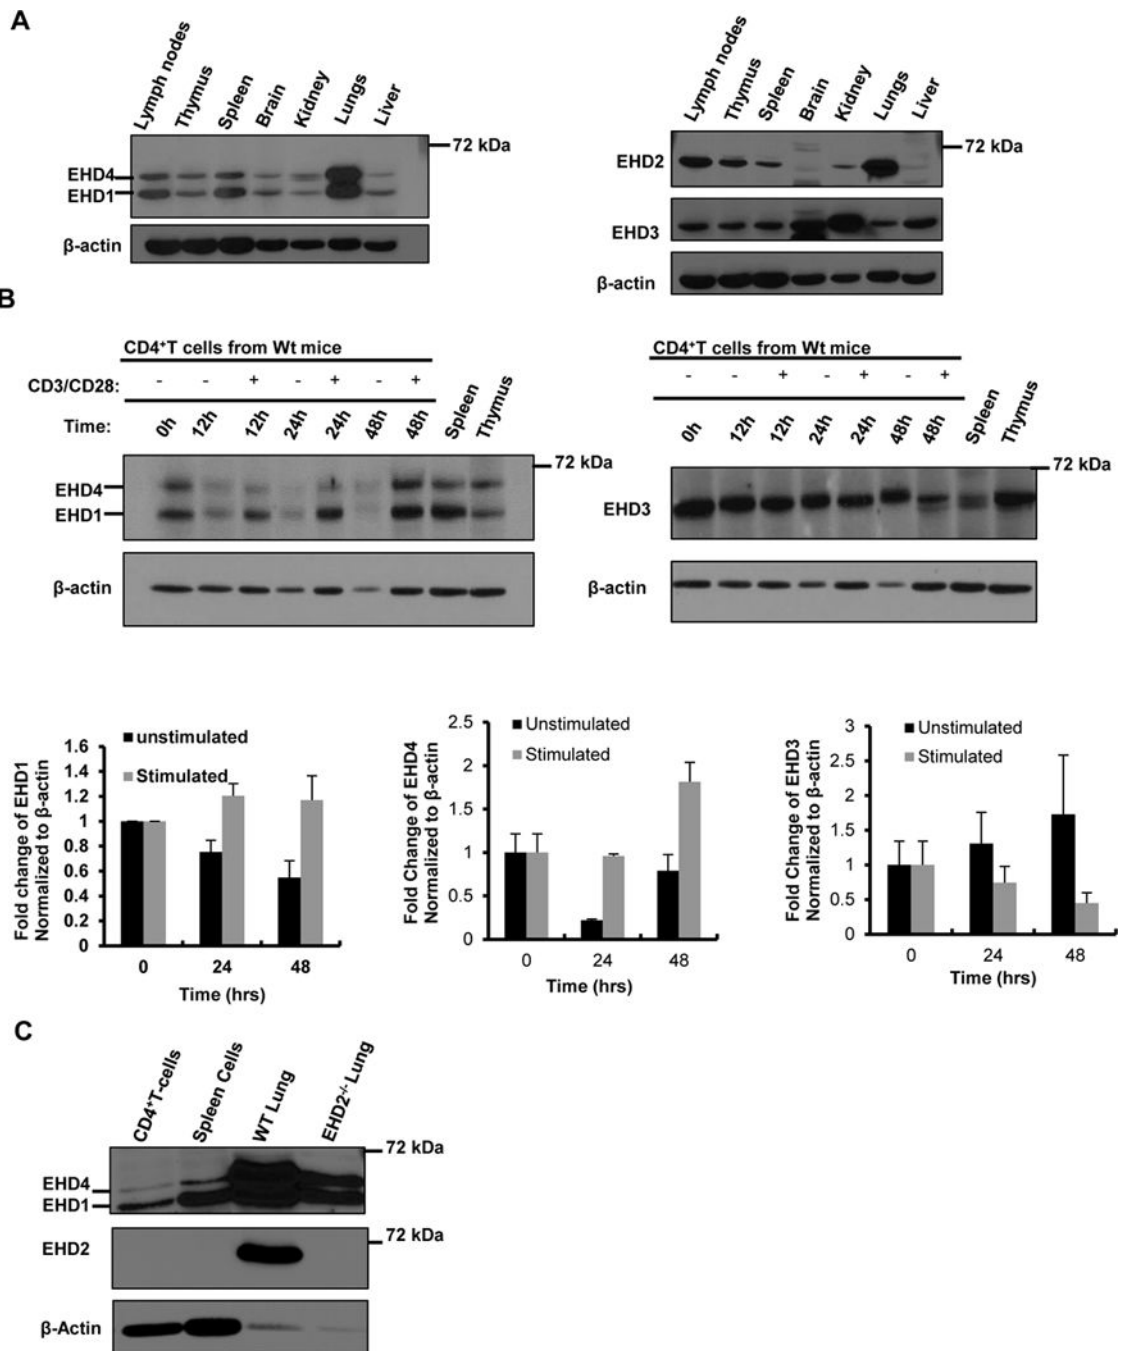 A
Lymph nodes
Thymus
Spleen
Brain
Kidney
Lungs
Liver
72 kDa
EHD4
EHD1
β-actin
Lymph nodes
Thymus
Spleen
Brain
Kidney
Lungs
Liver
72 kDa
EHD2
EHD3
β-actin
B
CD4⁺T cells from Wt mice
CD3/CD28: - - + - + - +
Time: 0h 12h 12h 24h 24h 48h 48h Spleen Thymus
72 kDa
EHD4
EHD1
β-actin
CD4⁺T cells from Wt mice
- - + - + - +
0h 12h 12h 24h 24h 48h 48h Spleen Thymus
72 kDa
EHD3
β-actin
Fold change of EHD1
Normalized to β-actin
1.6
1.4
1.2
1
0.8
0.6
0.4
0.2
0
unstimulated
Stimulated
0 24 48
Time (hrs)
Fold Change of EHD4
Normalized to β-actin
2.5
2
1.5
1
0.5
0
Unstimulated
Stimulated
0 24 48
Time (hrs)
Fold Change of EHD3
Normalized to β-actin
3
2.5
2
1.5
1
0.5
0
Unstimulated
Stimulated
0 24 48
Time (hrs)
C
CD4⁺T-cells
Spleen Cells
WT Lung
EHD2⁻/⁻ Lung
72 kDa
EHD4
EHD1
72 kDa
EHD2
β-Actin